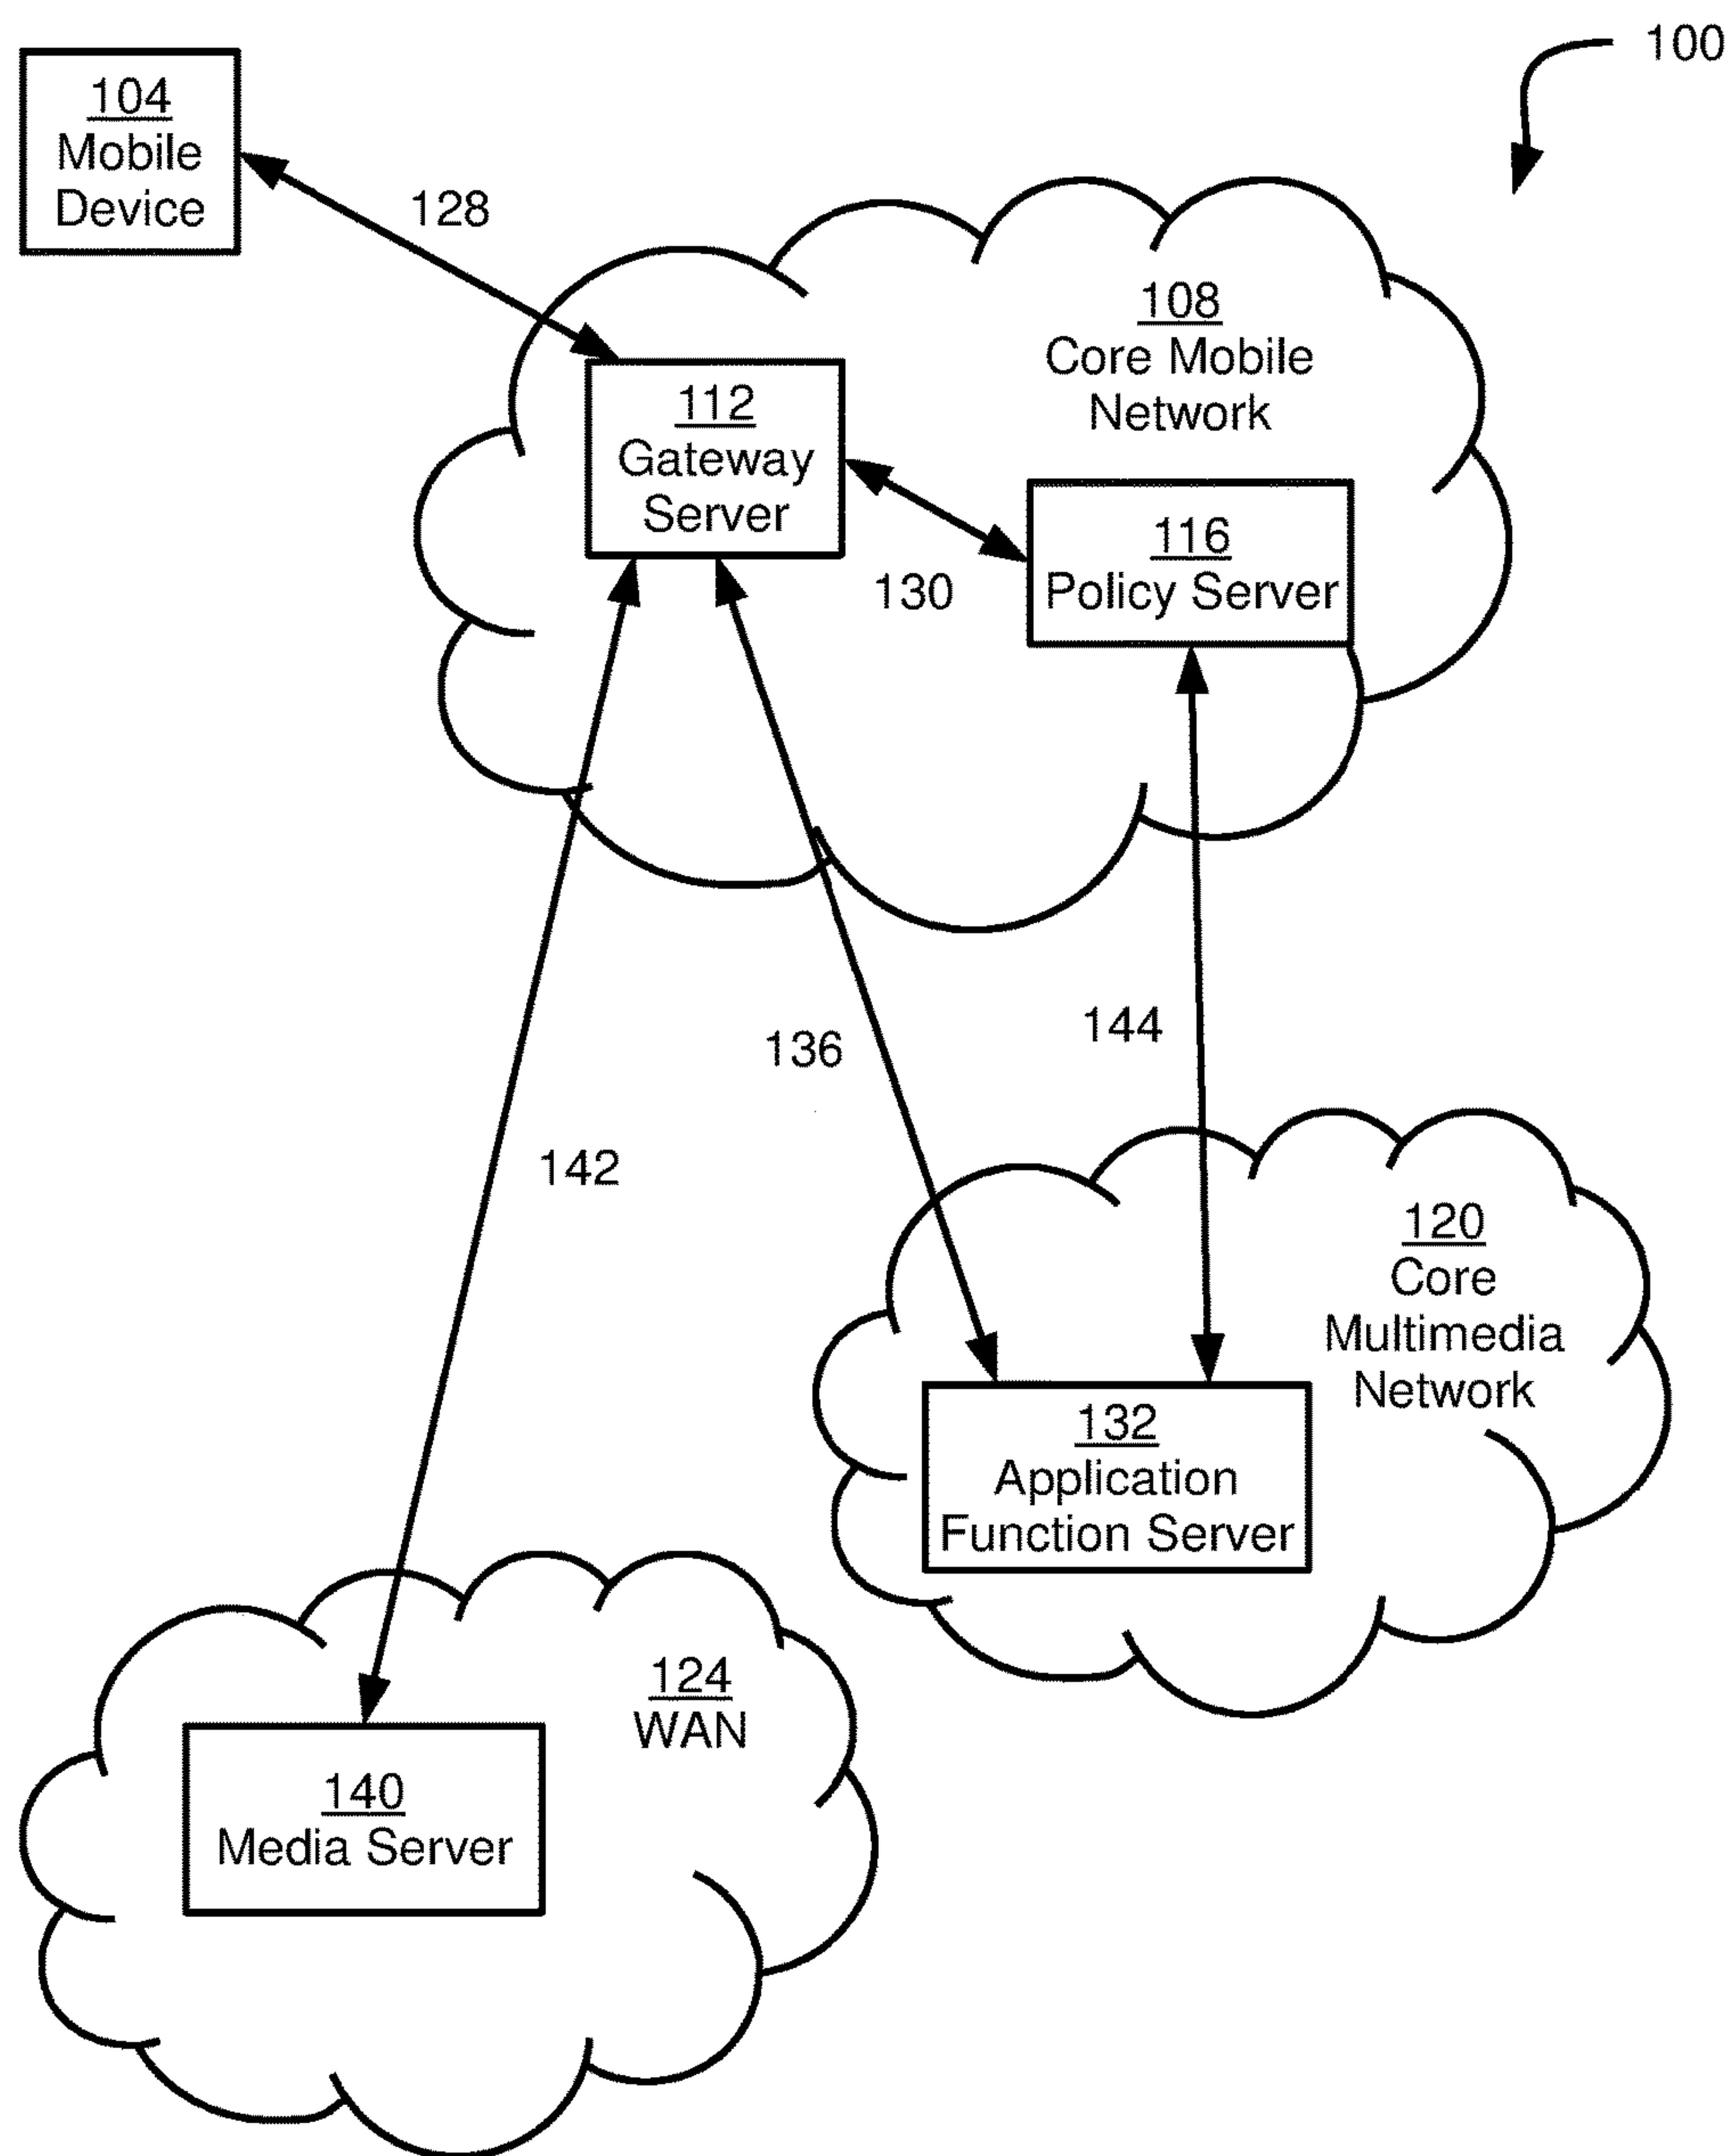 100
104
Mobile
Device
128
108
Core Mobile
Network
112
Gateway
Server
116
Policy Server
130
136
144
142
120
Core
Multimedia
Network
132
Application
Function Server
124
WAN
140
Media Server